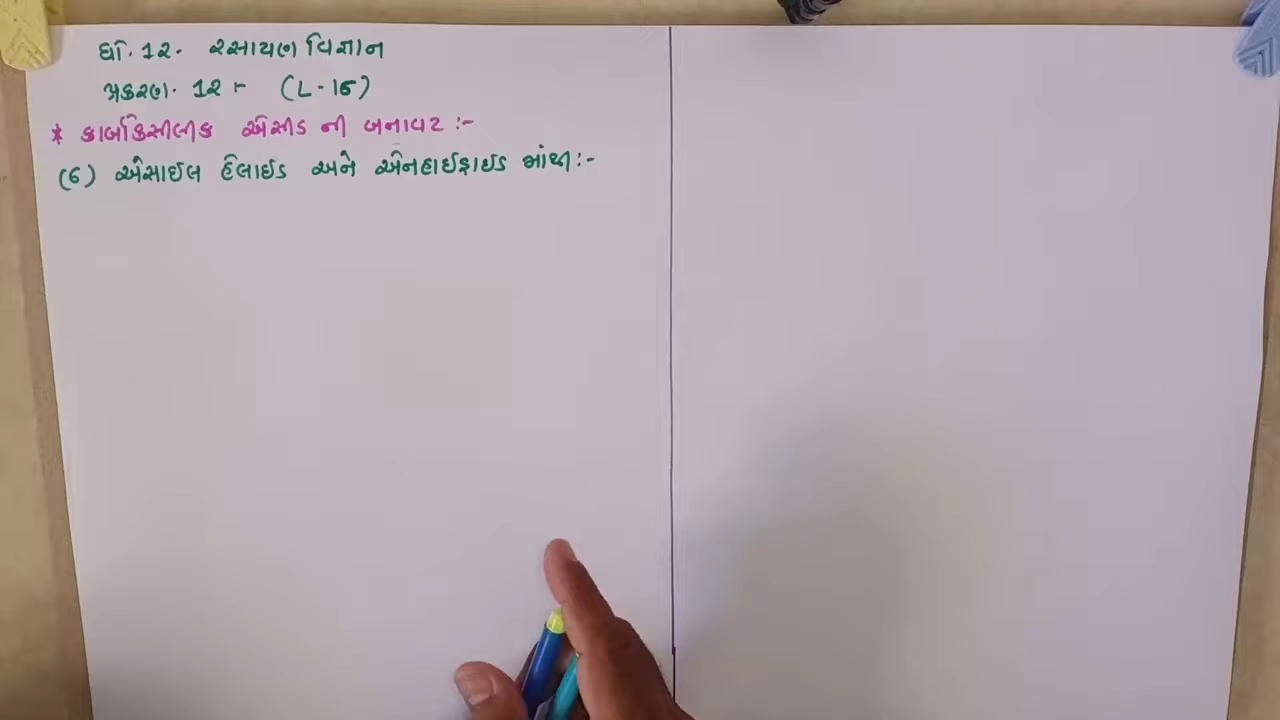 ધો. 12. રસાયણ વિજ્ઞાન
પ્રકરણ. 12 :- (L-15)
* કાર્બોક્સિલીક એસીડ ની બનાવટ :-
(6) એસાઈલ હેલાઈડ અને એનહાઈડ્રાઈડ માંથી :-